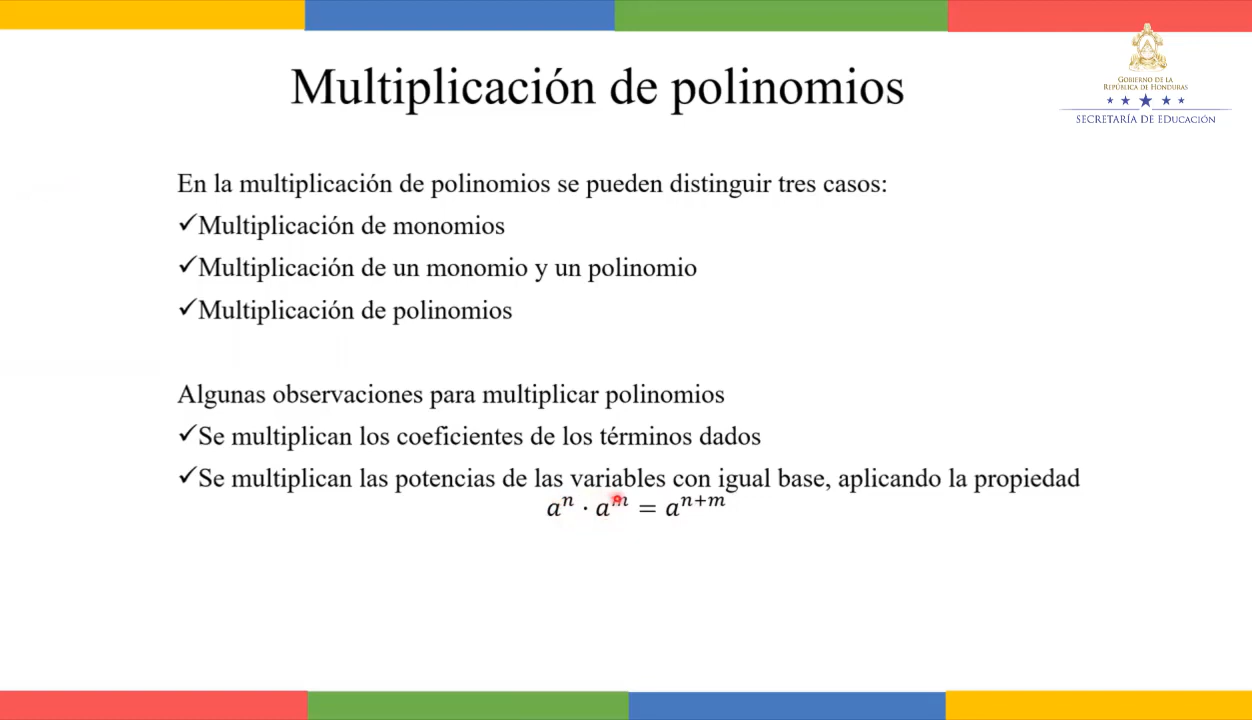 Multiplicación de polinomios
GOBIERNO DE LA
REPÚBLICA DE HONDURAS
SECRETARÍA DE EDUCACIÓN
En la multiplicación de polinomios se pueden distinguir tres casos:
✓Multiplicación de monomios
✓Multiplicación de un monomio y un polinomio
✓Multiplicación de polinomios
Algunas observaciones para multiplicar polinomios
✓Se multiplican los coeficientes de los términos dados
✓Se multiplican las potencias de las variables con igual base, aplicando la propiedad
aⁿ · aᵐ = aⁿ⁺ᵐ